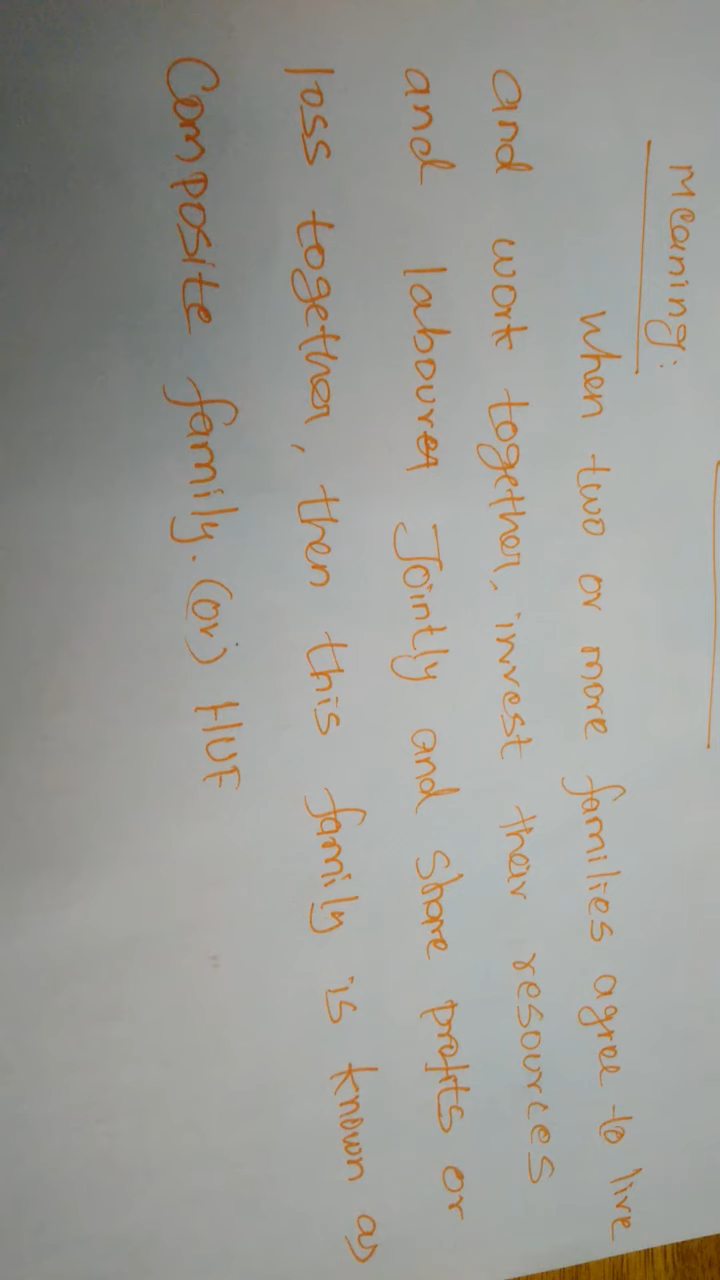 Meaning:
When two or more families agree to live
and work together, invest their resources
and labour Jointly and share profits or
loss together, then this family is known as
Composite family. (or) HUF